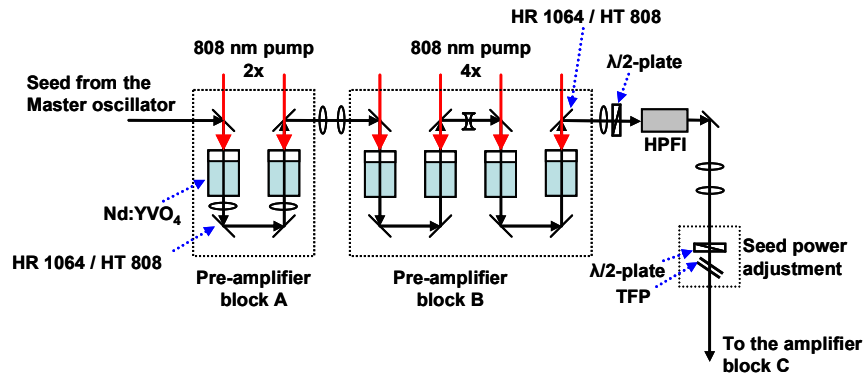 HR 1064 / HT 808
808 nm pump
2x
808 nm pump
4x
λ/2-plate
Seed from the
Master oscillator
HPFI
Nd:YVO4
HR 1064 / HT 808
Pre-amplifier
block A
Pre-amplifier
block B
λ/2-plate
TFP
Seed power
adjustment
To the amplifier
block C